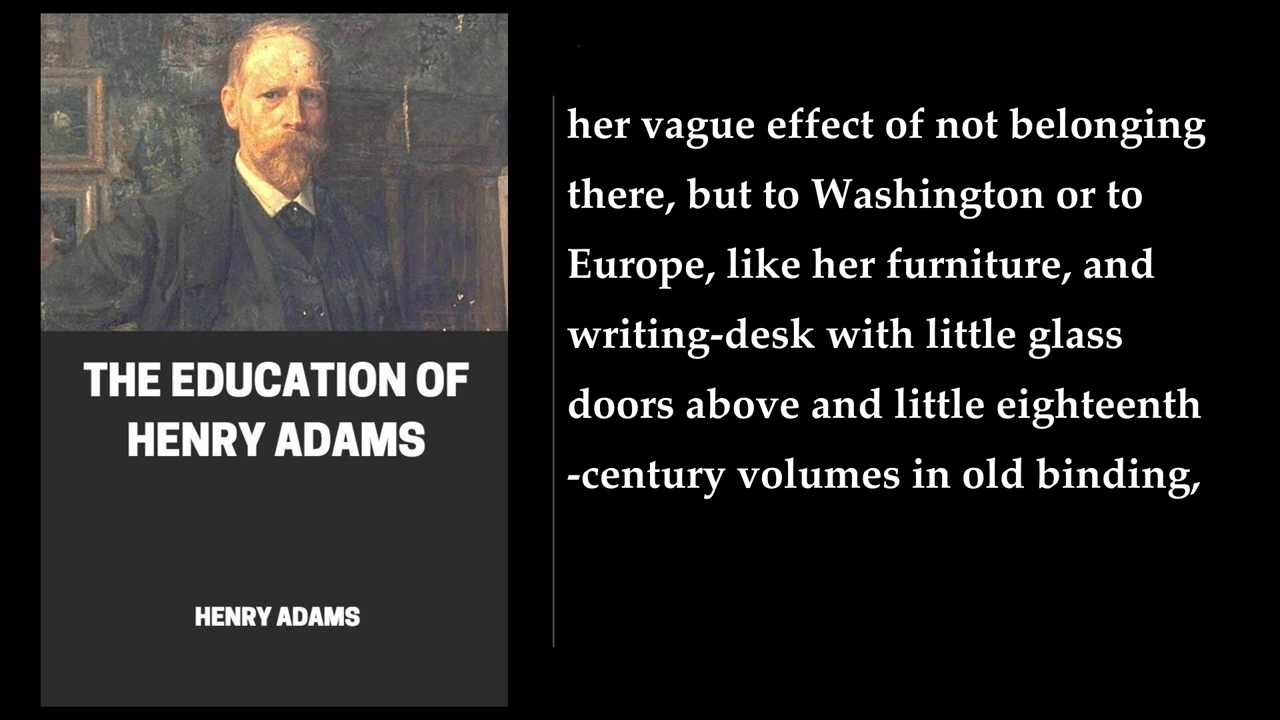 THE EDUCATION OF
HENRY ADAMS
HENRY ADAMS
her vague effect of not belonging
there, but to Washington or to
Europe, like her furniture, and
writing-desk with little glass
doors above and little eighteenth
-century volumes in old binding,